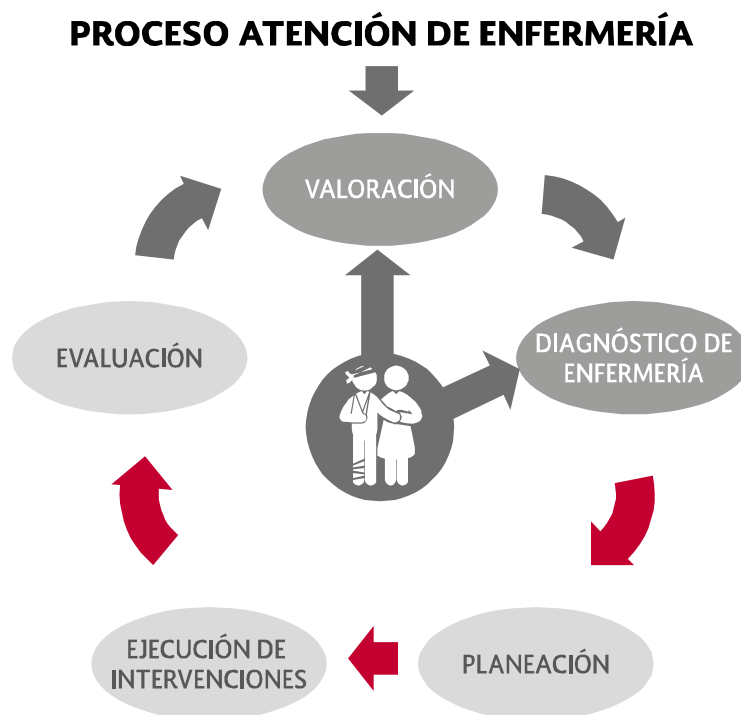 PROCESO ATENCIÓN DE ENFERMERÍA
VALORACIÓN
DIAGNÓSTICO DE
ENFERMERÍA
PLANEACIÓN
EJECUCIÓN DE
INTERVENCIONES
EVALUACIÓN